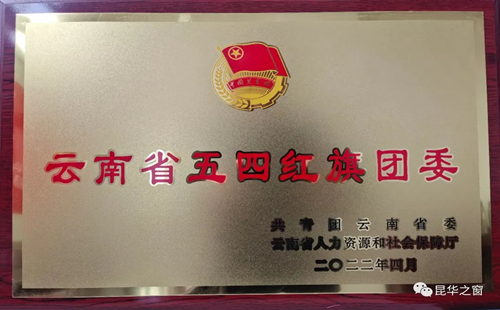 云南省五四红旗团委
共青团云南省委
云南省人力资源和社会保障厅
二〇二二年四月
昆华之窗